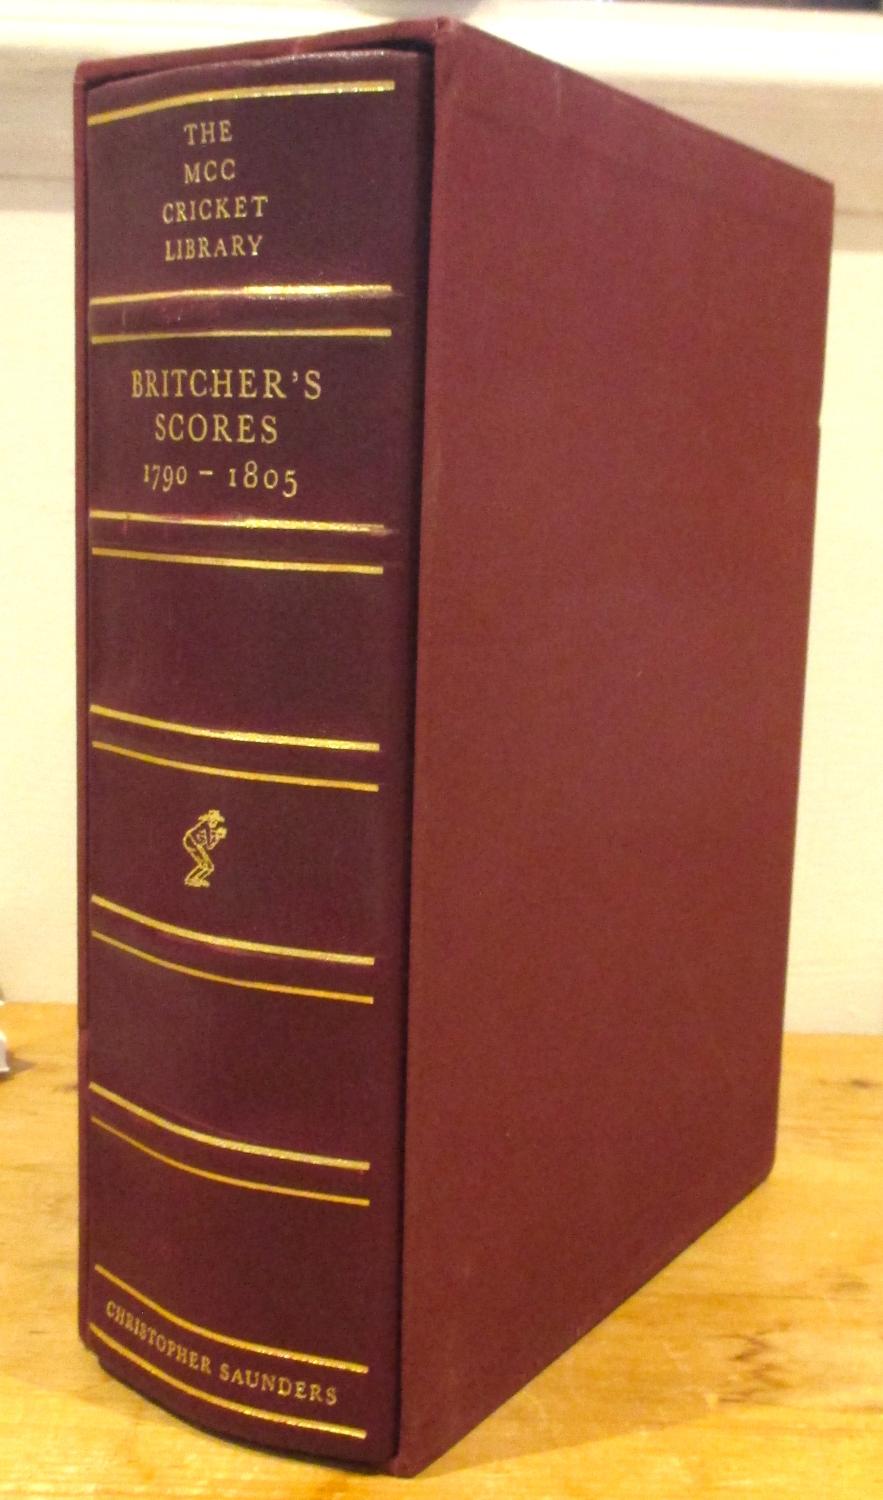 THE
MCC
CRICKET
LIBRARY
BRITCHER'S
SCORES
1790 – 1805
CHRISTOPHER SAUNDERS